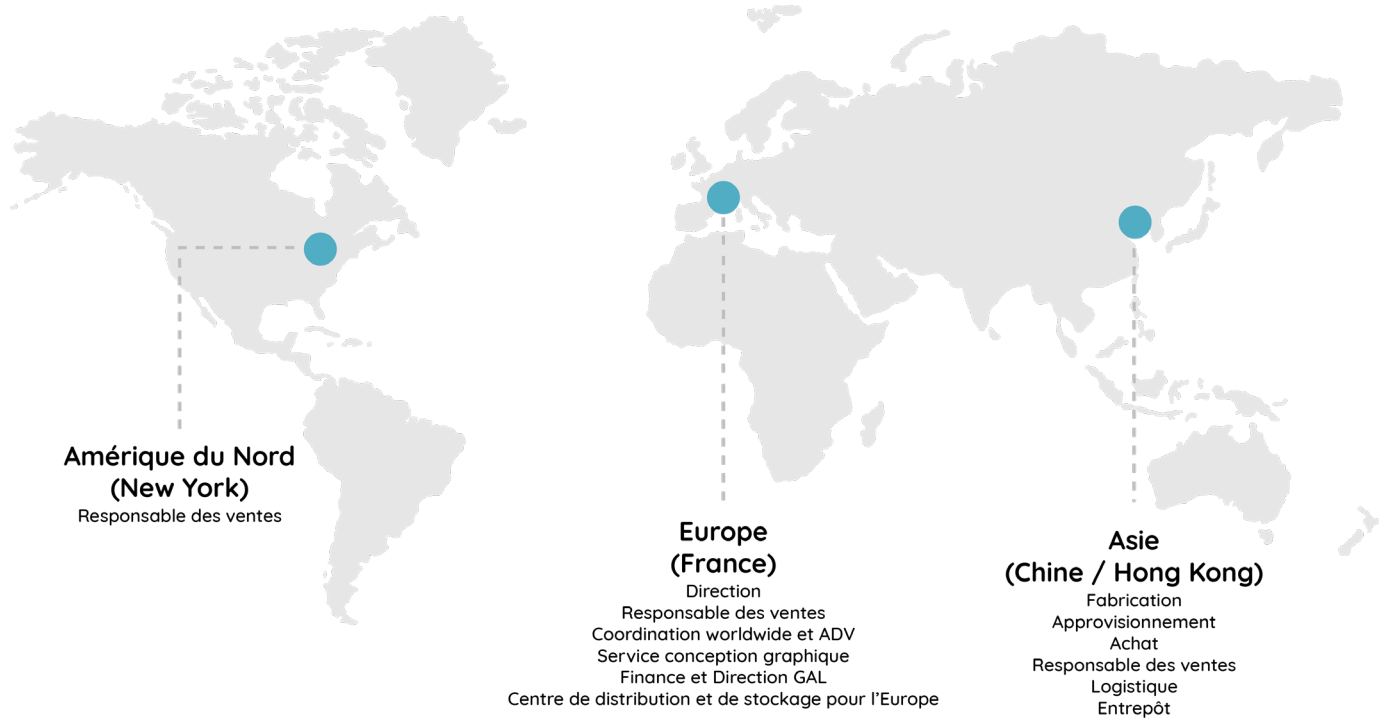 Amérique du Nord
(New York)
Responsable des ventes
Europe
(France)
Direction
Responsable des ventes
Coordination worldwide et ADV
Service conception graphique
Finance et Direction GAL
Centre de distribution et de stockage pour l'Europe
Asie
(Chine / Hong Kong)
Fabrication
Approvisionnement
Achat
Responsable des ventes
Logistique
Entrepôt